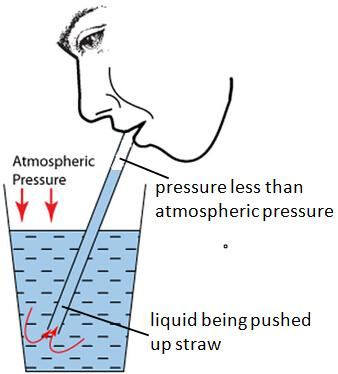 Atmospheric
Pressure
pressure less than
atmospheric pressure
liquid being pushed
up straw